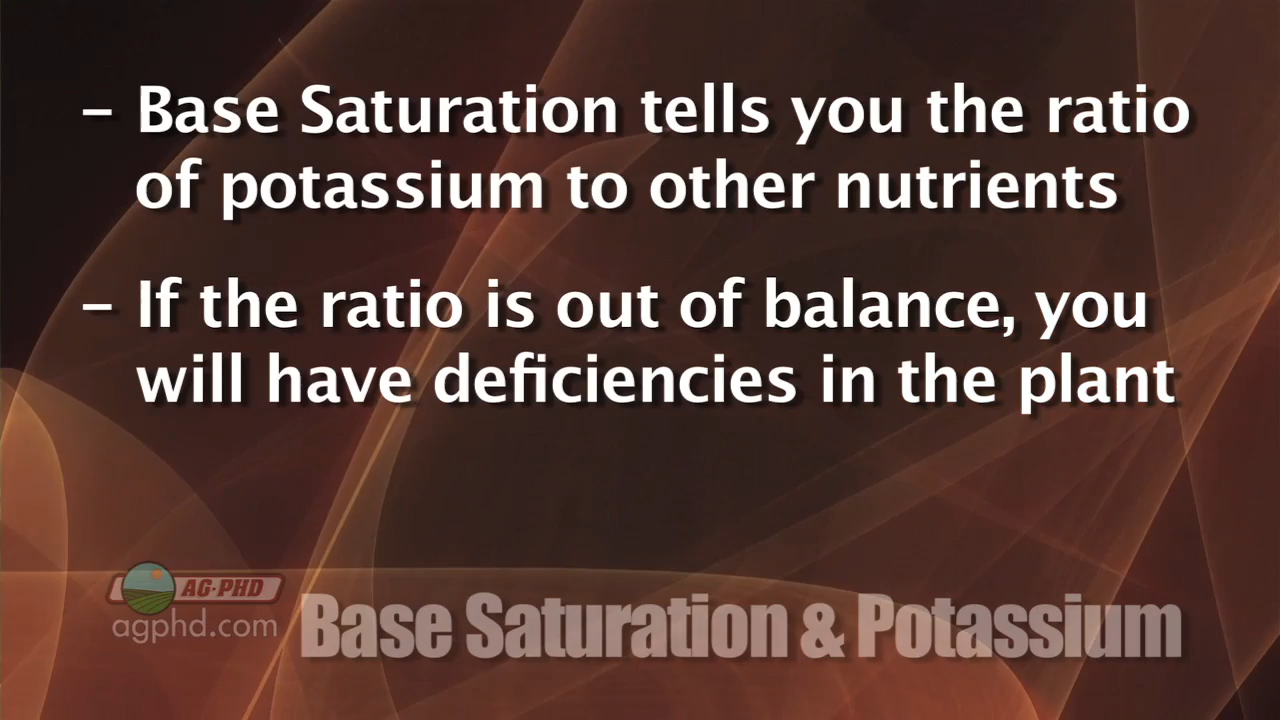 – Base Saturation tells you the ratio
of potassium to other nutrients
– If the ratio is out of balance, you
will have deficiencies in the plant
AG·PHD
agphd.com
Base Saturation & Potassium